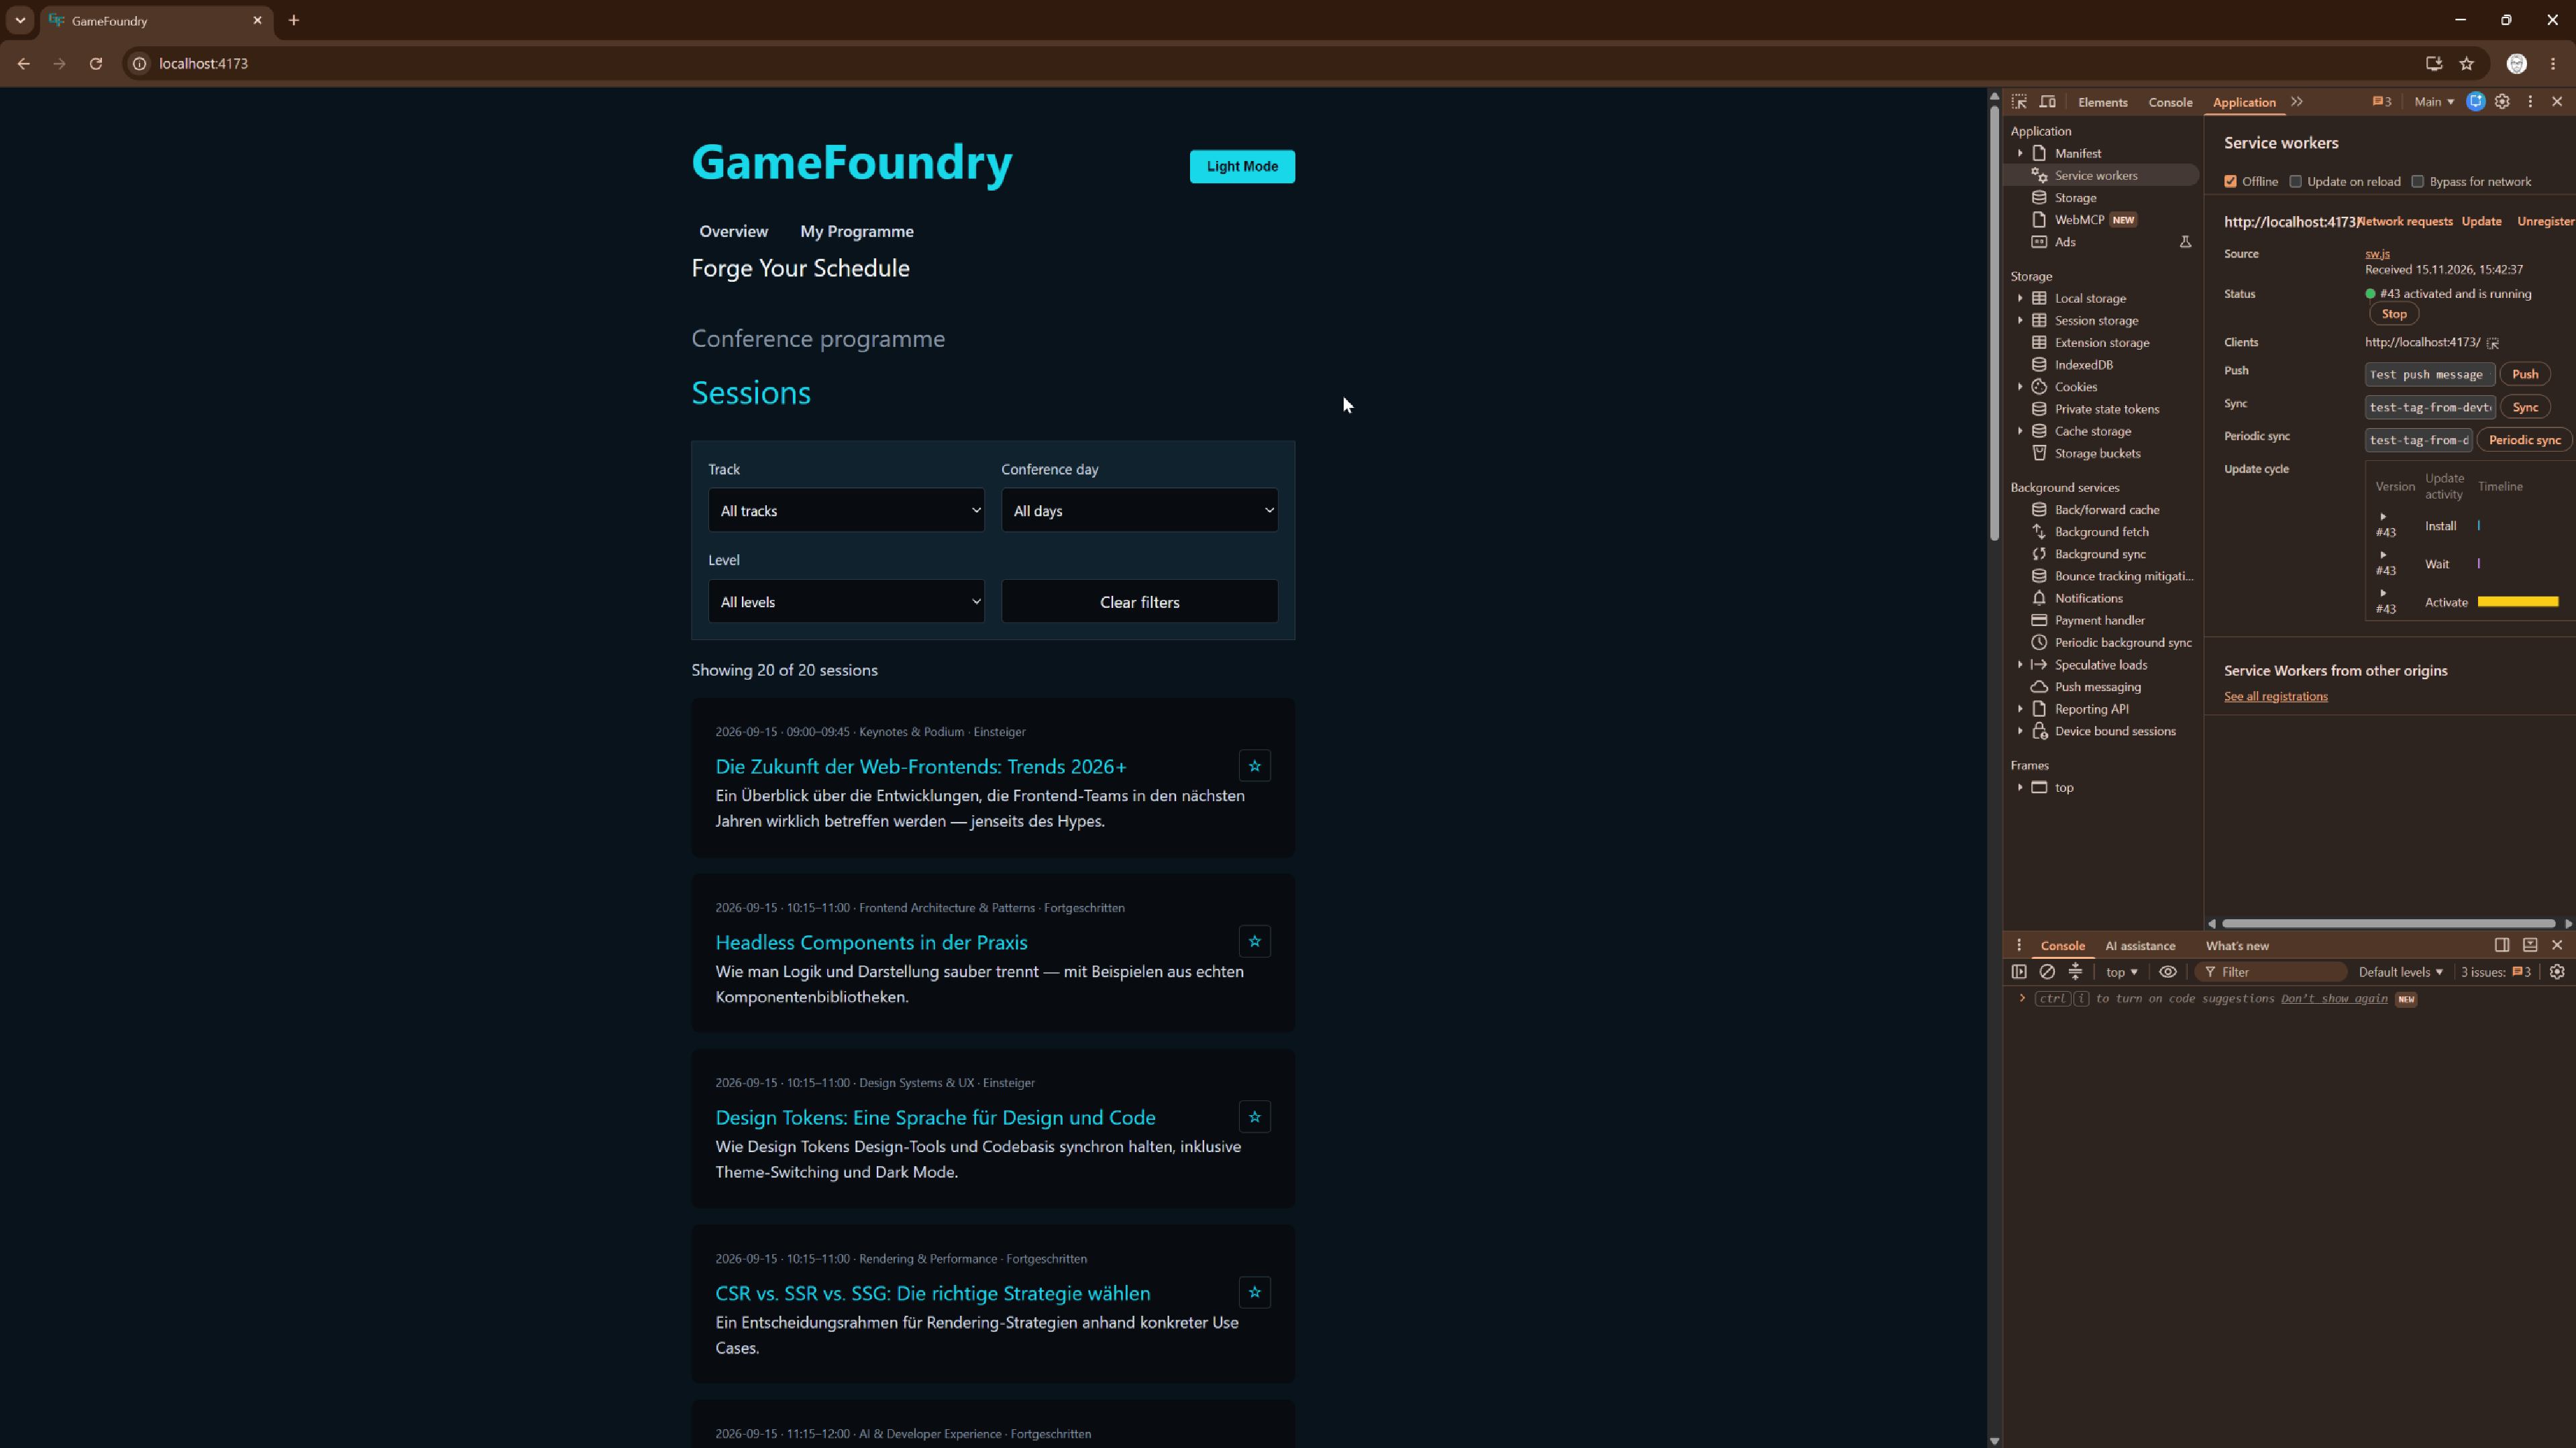 GameFoundry
localhost:4173
GameFoundry
Light Mode
Overview My Programme
Forge Your Schedule
Conference programme
Sessions
Track Conference day
All tracks All days
Level
All levels Clear filters
Showing 20 of 20 sessions
2026-09-15 · 09:00–09:45 · Keynotes & Podium · Einsteiger
Die Zukunft der Web-Frontends: Trends 2026+
Ein Überblick über die Entwicklungen, die Frontend-Teams in den nächsten
Jahren wirklich betreffen werden — jenseits des Hypes.
2026-09-15 · 10:15–11:00 · Frontend Architecture & Patterns · Fortgeschritten
Headless Components in der Praxis
Wie man Logik und Darstellung sauber trennt — mit Beispielen aus echten
Komponentenbibliotheken.
2026-09-15 · 10:15–11:00 · Design Systems & UX · Einsteiger
Design Tokens: Eine Sprache für Design und Code
Wie Design Tokens Design-Tools und Codebasis synchron halten, inklusive
Theme-Switching und Dark Mode.
2026-09-15 · 10:15–11:00 · Rendering & Performance · Fortgeschritten
CSR vs. SSR vs. SSG: Die richtige Strategie wählen
Ein Entscheidungsrahmen für Rendering-Strategien anhand konkreter Use
Cases.
2026-09-15 · 11:15–12:00 · AI & Developer Experience · Fortgeschritten
Elements Console Application 3 Main
Application
Manifest
Service workers
Storage
WebMCP NEW
Ads
Storage
Local storage
Session storage
Extension storage
IndexedDB
Cookies
Private state tokens
Cache storage
Storage buckets
Background services
Back/forward cache
Background fetch
Background sync
Bounce tracking mitigati...
Notifications
Payment handler
Periodic background sync
Speculative loads
Push messaging
Reporting API
Device bound sessions
Frames
top
Service workers
Offline Update on reload Bypass for network
http://localhost:4173/ Network requests Update Unregister
Source sw.js
Received 15.11.2026, 15:42:37
Status #43 activated and is running
Stop
Clients http://localhost:4173/
Push Test push message Push
Sync test-tag-from-devt Sync
Periodic sync test-tag-from-d Periodic sync
Update cycle
Version Update activity Timeline
#43 Install
#43 Wait
#43 Activate
Service Workers from other origins
See all registrations
Console AI assistance What's new
top Filter Default levels 3 issues: 3
ctrl i to turn on code suggestions Don't show again NEW